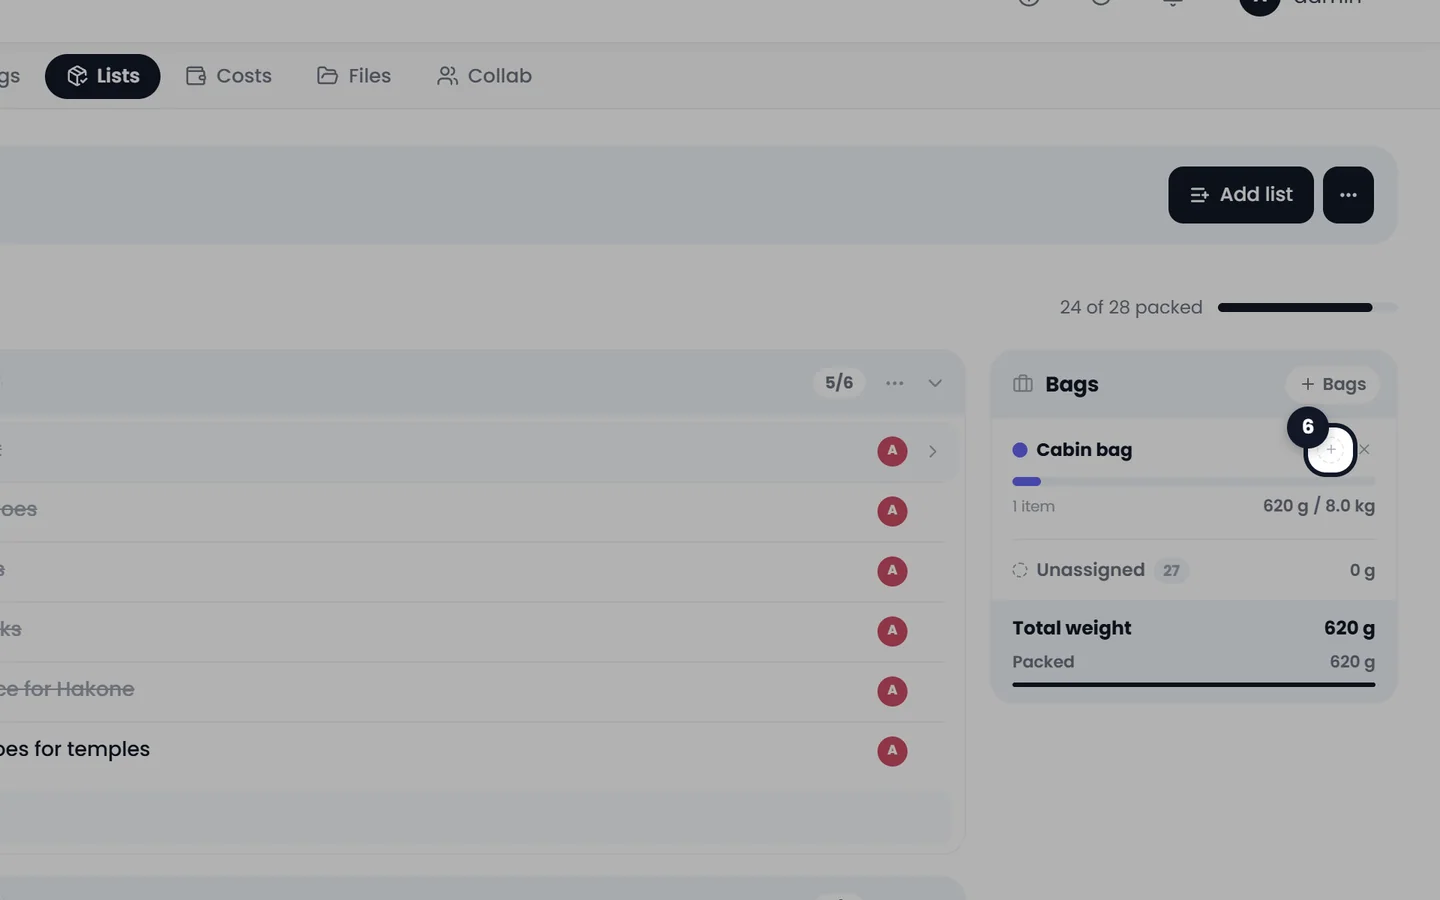 admin
gs Lists Costs Files Collab
Add list
24 of 28 packed
5/6
Bags
+ Bags
6
A
Cabin bag
oes
A
1 item
620 g / 8.0 kg
A
Unassigned 27
0 g
ks
A
Total weight
620 g
Packed
620 g
ce for Hakone
A
oes for temples
A